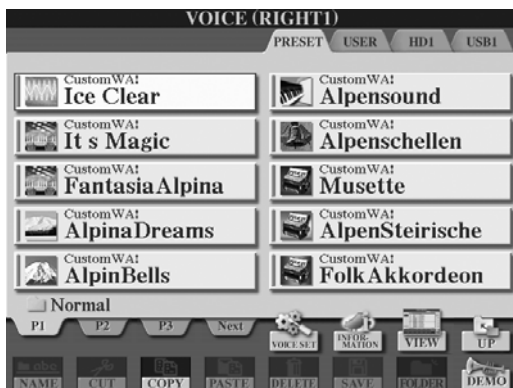 VOICE (RIGHT1)
PRESET USER HD1 USB1
CustomWA!
Ice Clear
CustomWA!
It s Magic
CustomWA!
FantasiaAlpina
CustomWA!
AlpinaDreams
CustomWA!
AlpinBells
CustomWA!
Alpensound
CustomWA!
Alpenschellen
CustomWA!
Musette
CustomWA!
AlpenSteirische
CustomWA!
FolkAkkordeon
Normal
P1 P2 P3 Next
VOICE SET
INFOR-
MATION
VIEW
UP
abc
NAME CUT COPY PASTE DELETE SAVE FOLDER DEMO